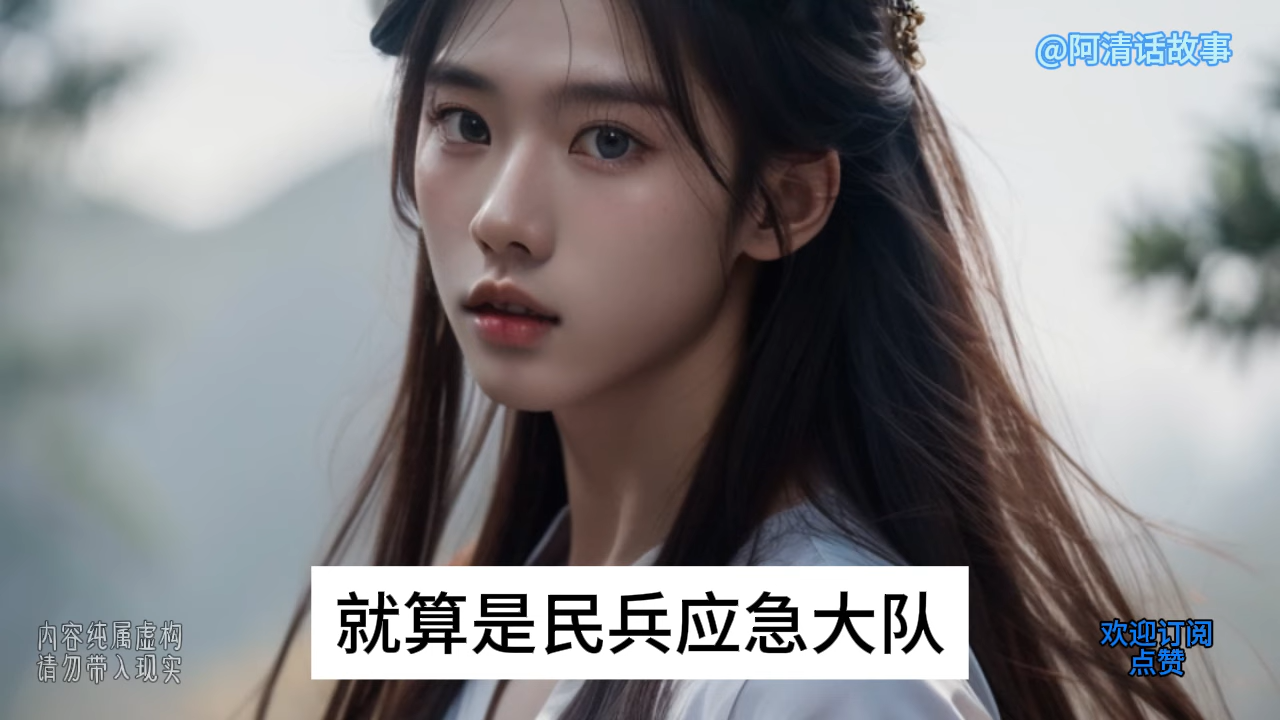 @阿清话故事
就算是民兵应急大队
内容纯属虚构
请勿带入现实
欢迎订阅
点赞